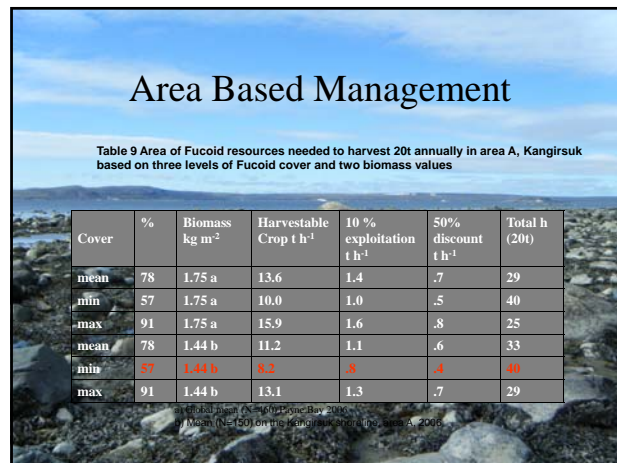 Area Based Management
Table 9 Area of Fucoid resources needed to harvest 20t annually in area A, Kangirsuk
based on three levels of Fucoid cover and two biomass values
Cover % Biomass kg m-2 Harvestable Crop t h-1 10 % exploitation t h-1 50% discount t h-1 Total h (20t)
mean 78 1.75 a 13.6 1.4 .7 29
min 57 1.75 a 10.0 1.0 .5 40
max 91 1.75 a 15.9 1.6 .8 25
mean 78 1.44 b 11.2 1.1 .6 33
min 57 1.44 b 8.2 .8 .4 40
max 91 1.44 b 13.1 1.3 .7 29
a) Global mean (N=460) Payne Bay 2006
b) Mean (N=150) on the Kangirsuk shoreline, area A, 2006